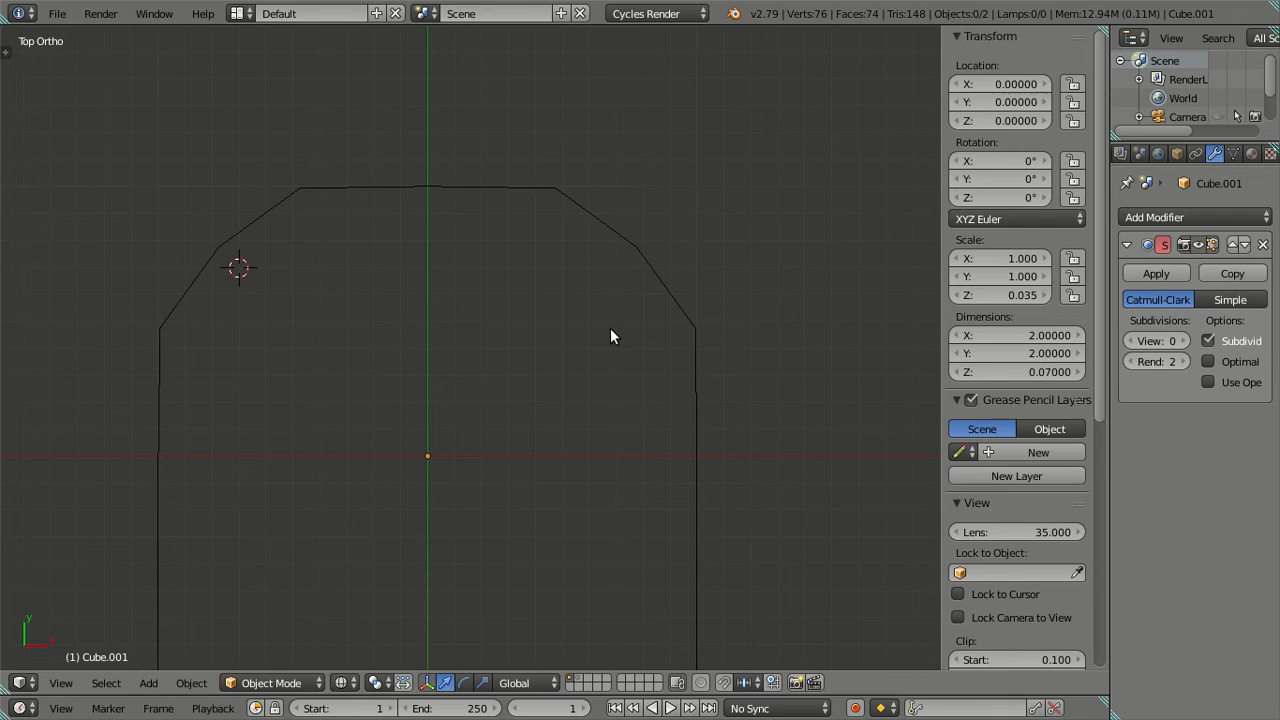 File Render Window Help Default Scene Cycles Render v2.79 | Verts:76 | Faces:74 | Tris:148 | Objects:0/2 | Lamps:0/0 | Mem:12.94M (0.11M) | Cube.001
Top Ortho
Transform
Location:
X: 0.00000
Y: 0.00000
Z: 0.00000
Rotation:
X: 0°
Y: 0°
Z: 0°
XYZ Euler
Scale:
X: 1.000
Y: 1.000
Z: 0.035
Dimensions:
X: 2.00000
Y: 2.00000
Z: 0.07000
Grease Pencil Layers
Scene Object
New
New Layer
View
Lens: 35.000
Lock to Object:
Lock to Cursor
Lock Camera to View
Clip:
Start: 0.100
View Search All Sc
Scene
RenderL
World
Camera
Cube.001
Add Modifier
S
Apply Copy
Catmull-Clark Simple
Subdivisions: Options:
View: 0 Subdivid
Rend: 2 Optimal
Use Ope
y
x
(1) Cube.001
View Select Add Object Object Mode Global
View Marker Frame Playback Start: 1 End: 250 1 No Sync